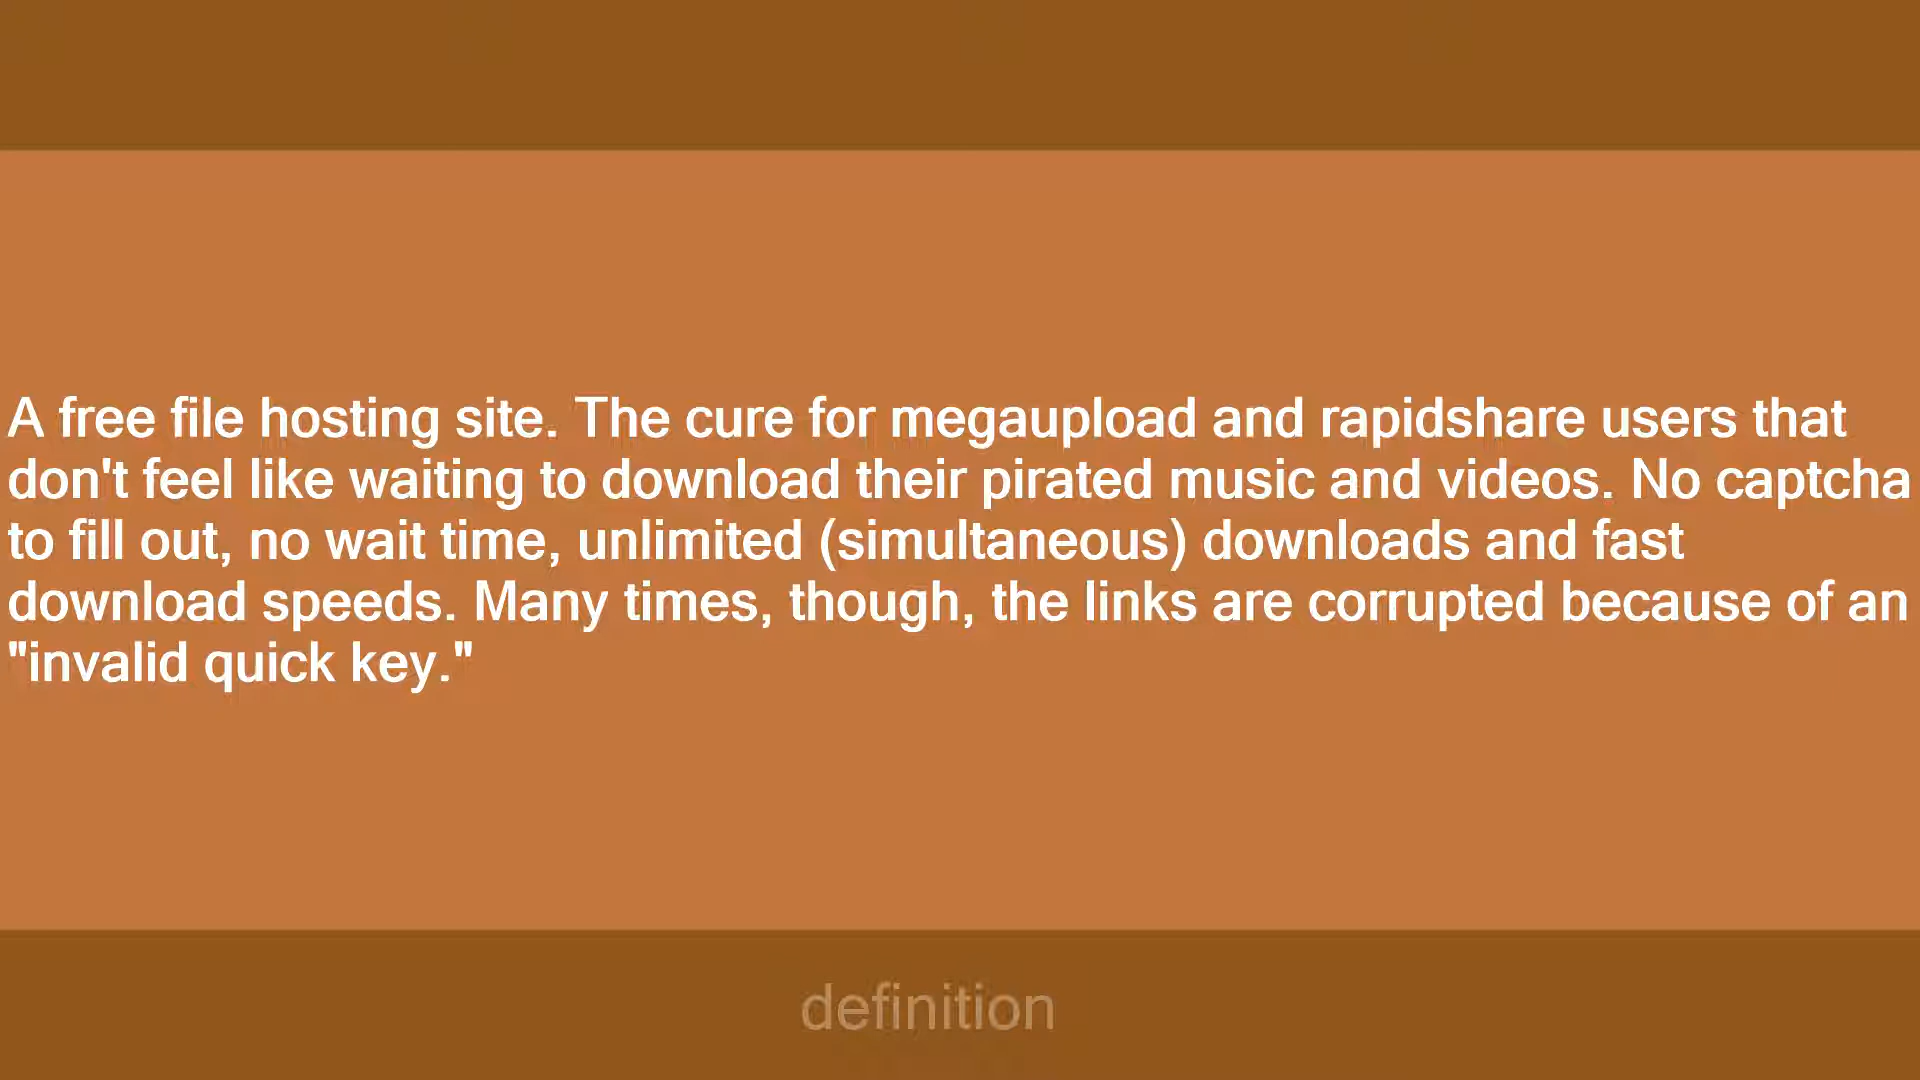 A free file hosting site. The cure for megaupload and rapidshare users that
don't feel like waiting to download their pirated music and videos. No captcha
to fill out, no wait time, unlimited (simultaneous) downloads and fast
download speeds. Many times, though, the links are corrupted because of an
"invalid quick key."
definition